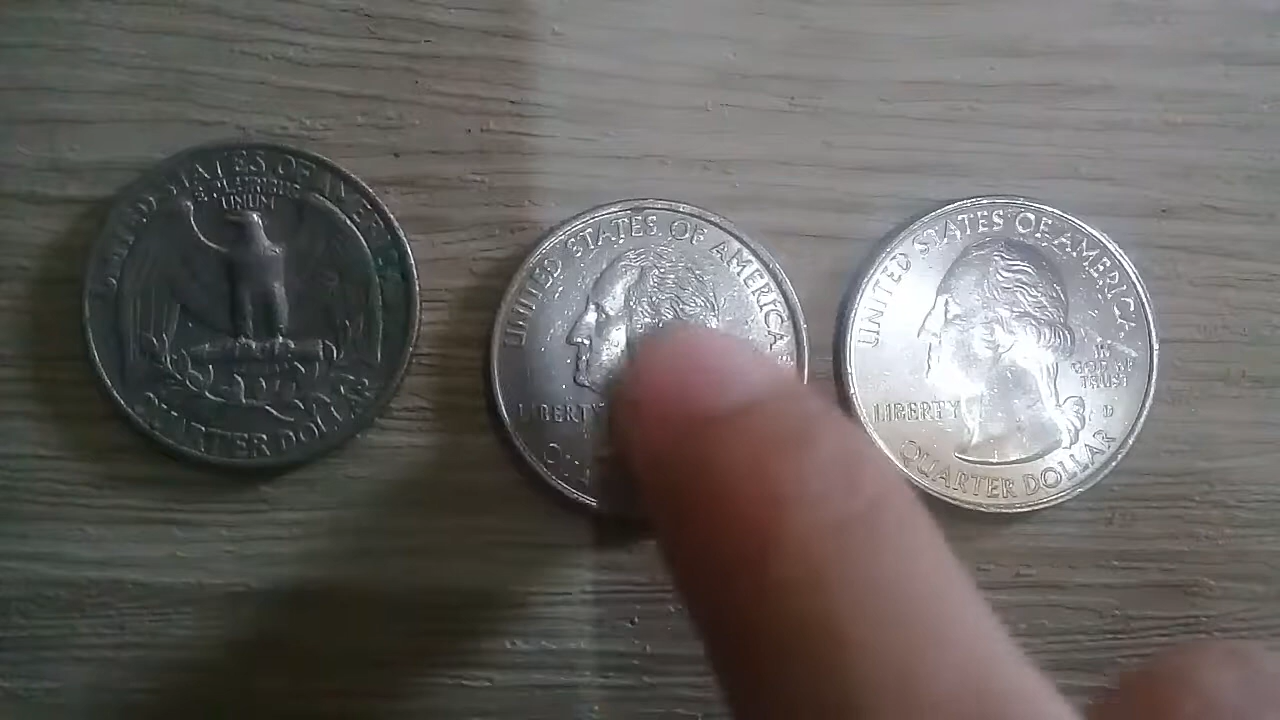 UNITED STATES OF AMERICA
E PLURIBUS
UNUM
QUARTER DOLLAR
UNITED STATES OF AMERICA
LIBERTY
UNITED STATES OF AMERICA
LIBERTY
IN
GOD WE
TRUST
D
QUARTER DOLLAR